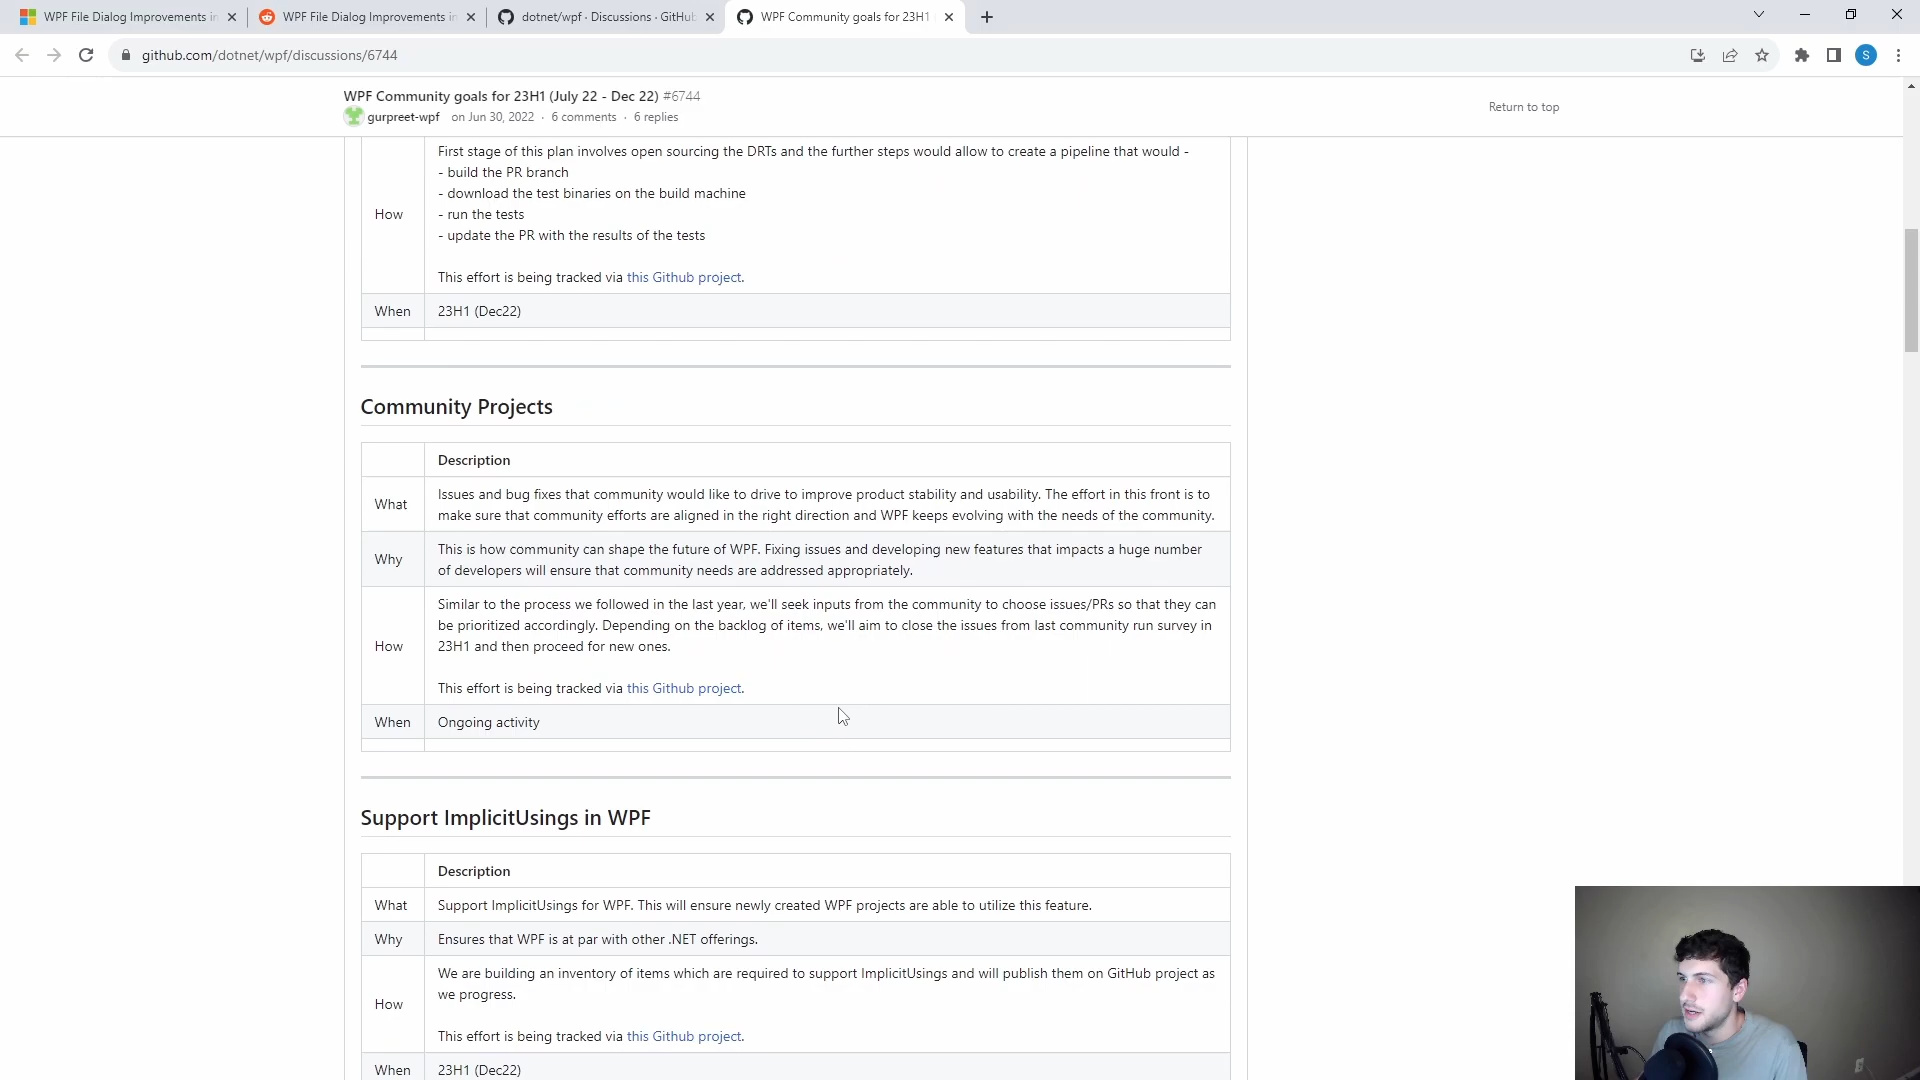 WPF File Dialog Improvements in
WPF File Dialog Improvements in
dotnet/wpf · Discussions · GitHub
WPF Community goals for 23H1
github.com/dotnet/wpf/discussions/6744
S
WPF Community goals for 23H1 (July 22 - Dec 22) #6744
gurpreet-wpf on Jun 30, 2022 · 6 comments · 6 replies
Return to top
First stage of this plan involves open sourcing the DRTs and the further steps would allow to create a pipeline that would -
- build the PR branch
- download the test binaries on the build machine
How
- run the tests
- update the PR with the results of the tests
This effort is being tracked via this Github project.
When 23H1 (Dec22)
Community Projects
Description
What
Issues and bug fixes that community would like to drive to improve product stability and usability. The effort in this front is to
make sure that community efforts are aligned in the right direction and WPF keeps evolving with the needs of the community.
Why
This is how community can shape the future of WPF. Fixing issues and developing new features that impacts a huge number
of developers will ensure that community needs are addressed appropriately.
How
Similar to the process we followed in the last year, we'll seek inputs from the community to choose issues/PRs so that they can
be prioritized accordingly. Depending on the backlog of items, we'll aim to close the issues from last community run survey in
23H1 and then proceed for new ones.
This effort is being tracked via this Github project.
When Ongoing activity
Support ImplicitUsings in WPF
Description
What Support ImplicitUsings for WPF. This will ensure newly created WPF projects are able to utilize this feature.
Why Ensures that WPF is at par with other .NET offerings.
How
We are building an inventory of items which are required to support ImplicitUsings and will publish them on GitHub project as
we progress.
This effort is being tracked via this Github project.
When 23H1 (Dec22)